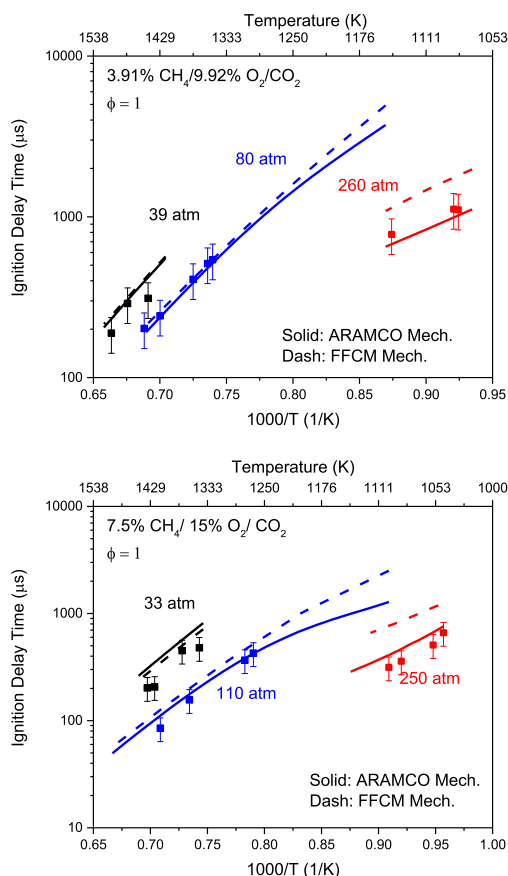 Temperature (K)
1538 1429 1333 1250 1176 1111 1053
10000
3.91% CH4/9.92% O2/CO2
ϕ = 1
80 atm
260 atm
39 atm
1000
Ignition Delay Time (μs)
Solid: ARAMCO Mech.
Dash: FFCM Mech.
100
0.65 0.70 0.75 0.80 0.85 0.90 0.95
1000/T (1/K)
Temperature (K)
1538 1429 1333 1250 1176 1111 1053 1000
10000
7.5% CH4/ 15% O2/ CO2
ϕ = 1
33 atm
1000
Ignition Delay Time (μs)
250 atm
110 atm
100
Solid: ARAMCO Mech.
Dash: FFCM Mech.
10
0.65 0.70 0.75 0.80 0.85 0.90 0.95 1.00
1000/T (1/K)